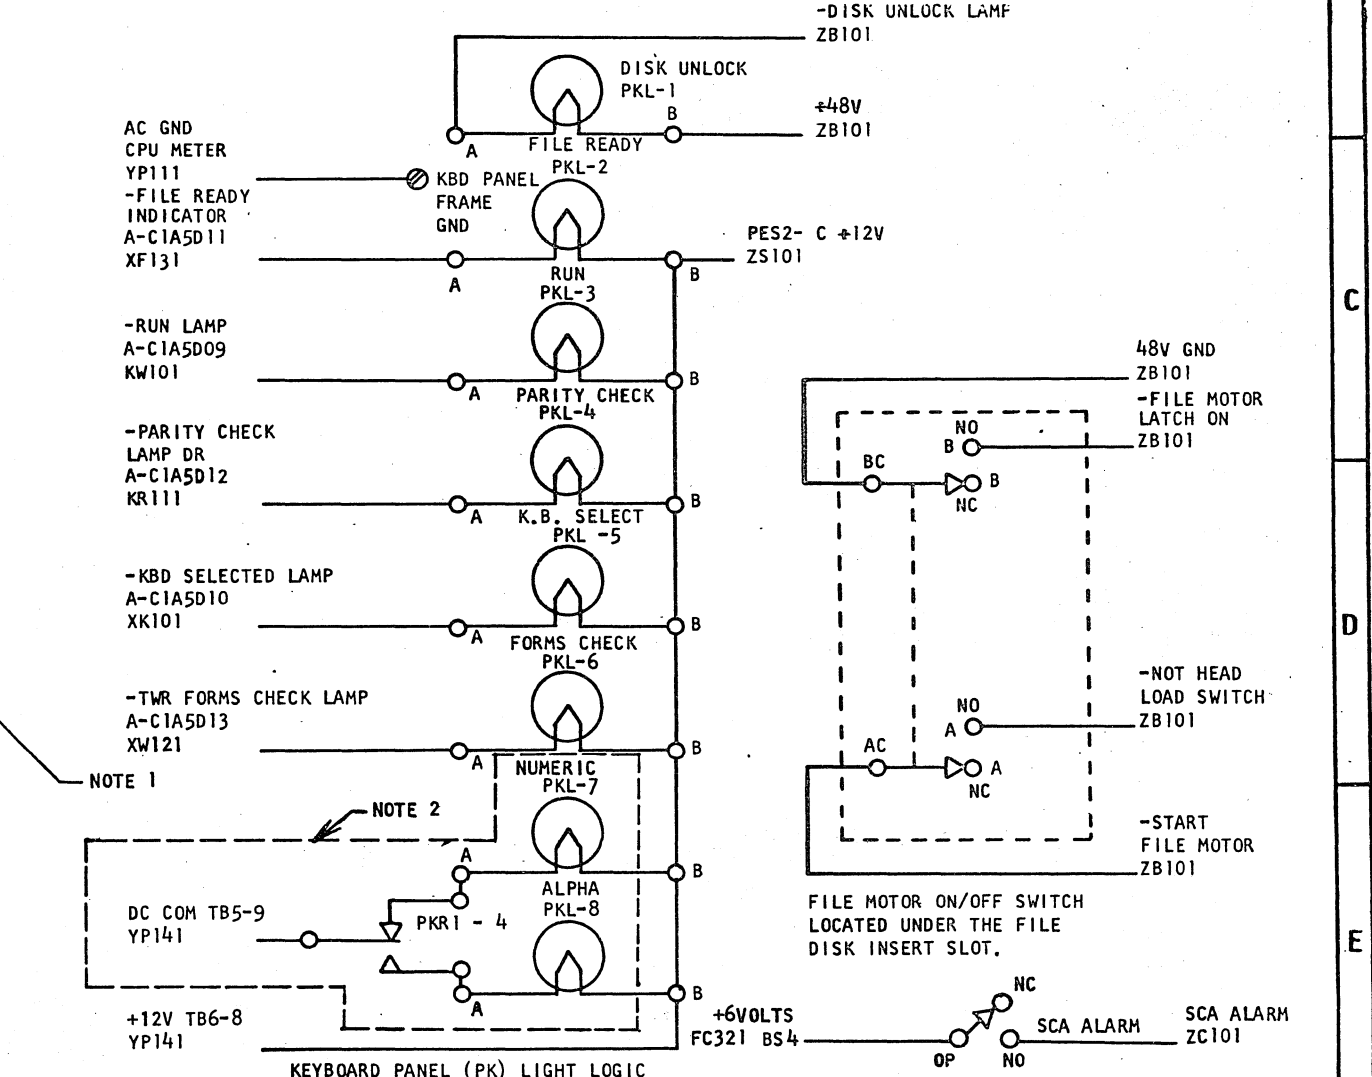 -DISK UNLOCK LAMP
ZB101
DISK UNLOCK
PKL-1
B
+48V
ZB101
A
FILE READY
PKL-2
AC GND
CPU METER
YP111
KBD PANEL
FRAME
GND
-FILE READY
INDICATOR
A-C1A5D11
XF131
A
B
PES2- C +12V
ZS101
RUN
PKL-3
-RUN LAMP
A-C1A5D09
KW101
A
B
PARITY CHECK
PKL-4
-PARITY CHECK
LAMP DR
A-C1A5D12
KR111
A
B
K.B. SELECT
PKL -5
-KBD SELECTED LAMP
A-C1A5D10
XK101
A
B
FORMS CHECK
PKL-6
-TWR FORMS CHECK LAMP
A-C1A5D13
XW121
A
B
NOTE 1
NUMERIC
PKL-7
NOTE 2
A
B
ALPHA
PKL-8
PKR1 - 4
DC COM TB5-9
YP141
A
B
+12V TB6-8
YP141
KEYBOARD PANEL (PK) LIGHT LOGIC
48V GND
ZB101
-FILE MOTOR
LATCH ON
ZB101
NO
B
BC
B
NC
-NOT HEAD
LOAD SWITCH
ZB101
NO
A
AC
A
NC
-START
FILE MOTOR
ZB101
FILE MOTOR ON/OFF SWITCH
LOCATED UNDER THE FILE
DISK INSERT SLOT.
+6VOLTS
FC321 BS4
NC
OP
NO
SCA ALARM
SCA ALARM
ZC101
C
D
E